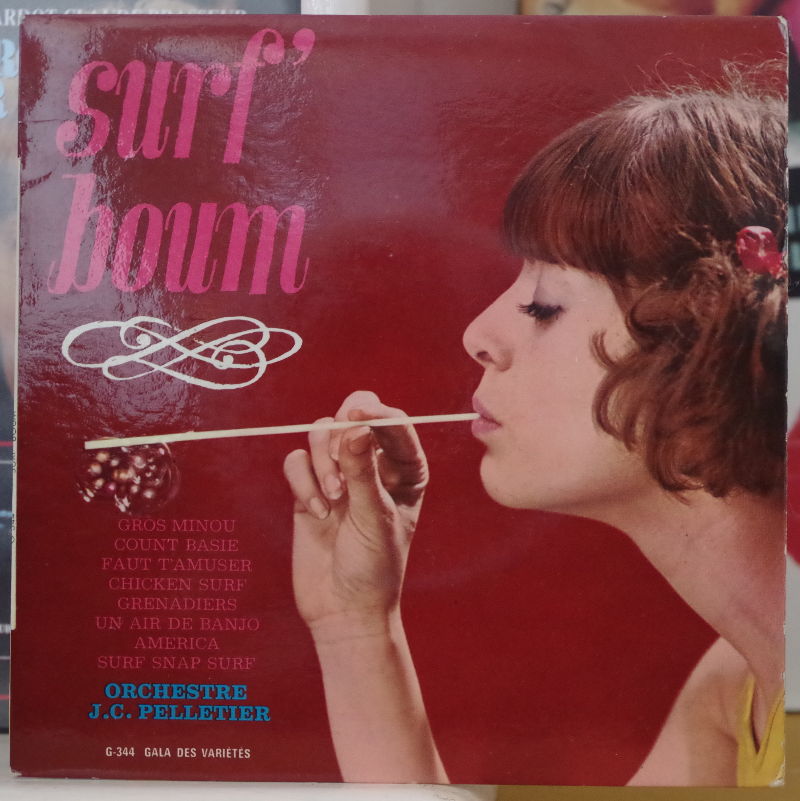 surf'
boum
GROS MINOU
COUNT BASIE
FAUT T'AMUSER
CHICKEN SURF
GRENADIERS
UN AIR DE BANJO
AMERICA
SURF SNAP SURF
ORCHESTRE
J.C. PELLETIER
G-344 GALA DES VARIÉTÉS